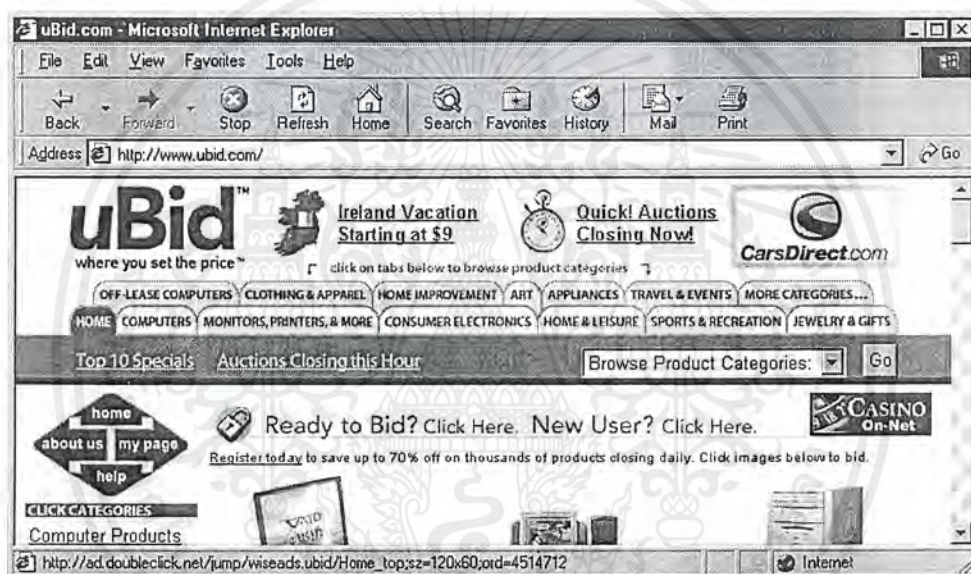 uBid.com - Microsoft Internet Explorer
File Edit View Favorites Tools Help
Back Forward Stop Refresh Home Search Favorites History Mail Print
Address http://www.ubid.com/ Go
uBid™
where you set the price℠
Ireland Vacation
Starting at $9
Quick! Auctions
Closing Now!
CarsDirect.com
click on tabs below to browse product categories
OFF-LEASE COMPUTERS CLOTHING & APPAREL HOME IMPROVEMENT ART APPLIANCES TRAVEL & EVENTS MORE CATEGORIES...
HOME COMPUTERS MONITORS, PRINTERS, & MORE CONSUMER ELECTRONICS HOME & LEISURE SPORTS & RECREATION JEWELRY & GIFTS
Top 10 Specials Auctions Closing this Hour Browse Product Categories: Go
home
about us my page
help
Ready to Bid? Click Here. New User? Click Here.
CASINO
On-Net
Register today to save up to 70% off on thousands of products closing daily. Click images below to bid.
CLICK CATEGORIES
Computer Products
VAIO
http://ad.doubleclick.net/jump/wiseads.ubid/Home_top;sz=120x60;ord=4514712 Internet